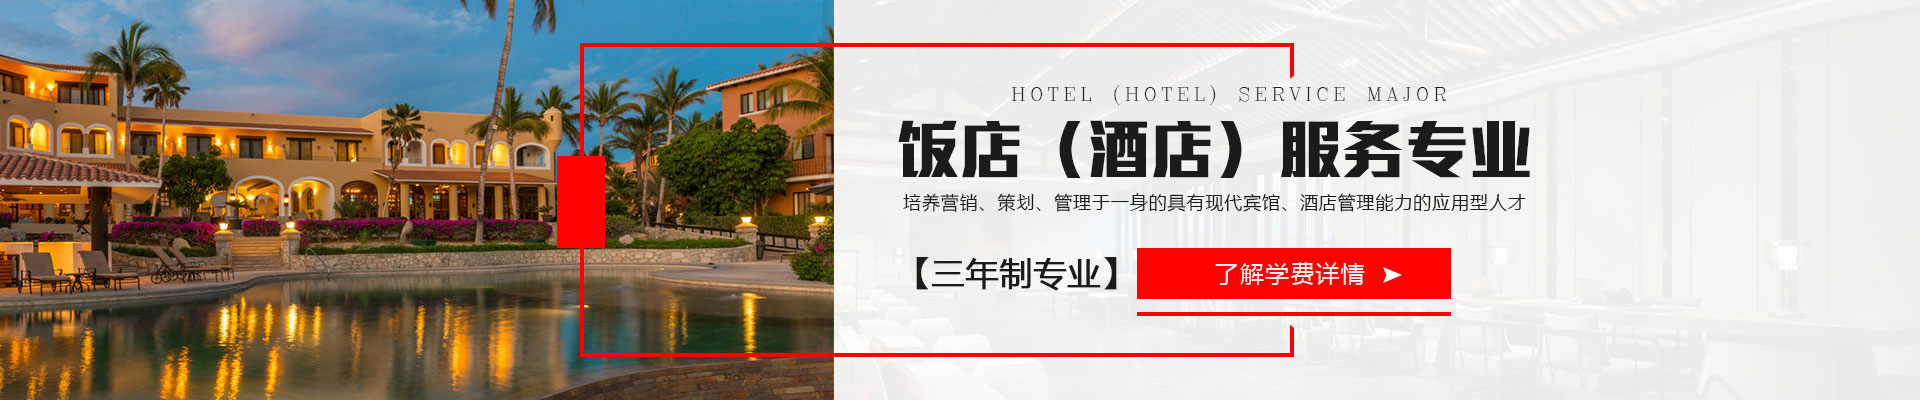 HOTEL (HOTEL) SERVICE MAJOR
饭店（酒店）服务专业
培养营销、策划、管理于一身的具有现代宾馆、酒店管理能力的应用型人才
【三年制专业】 了解学费详情 ➤